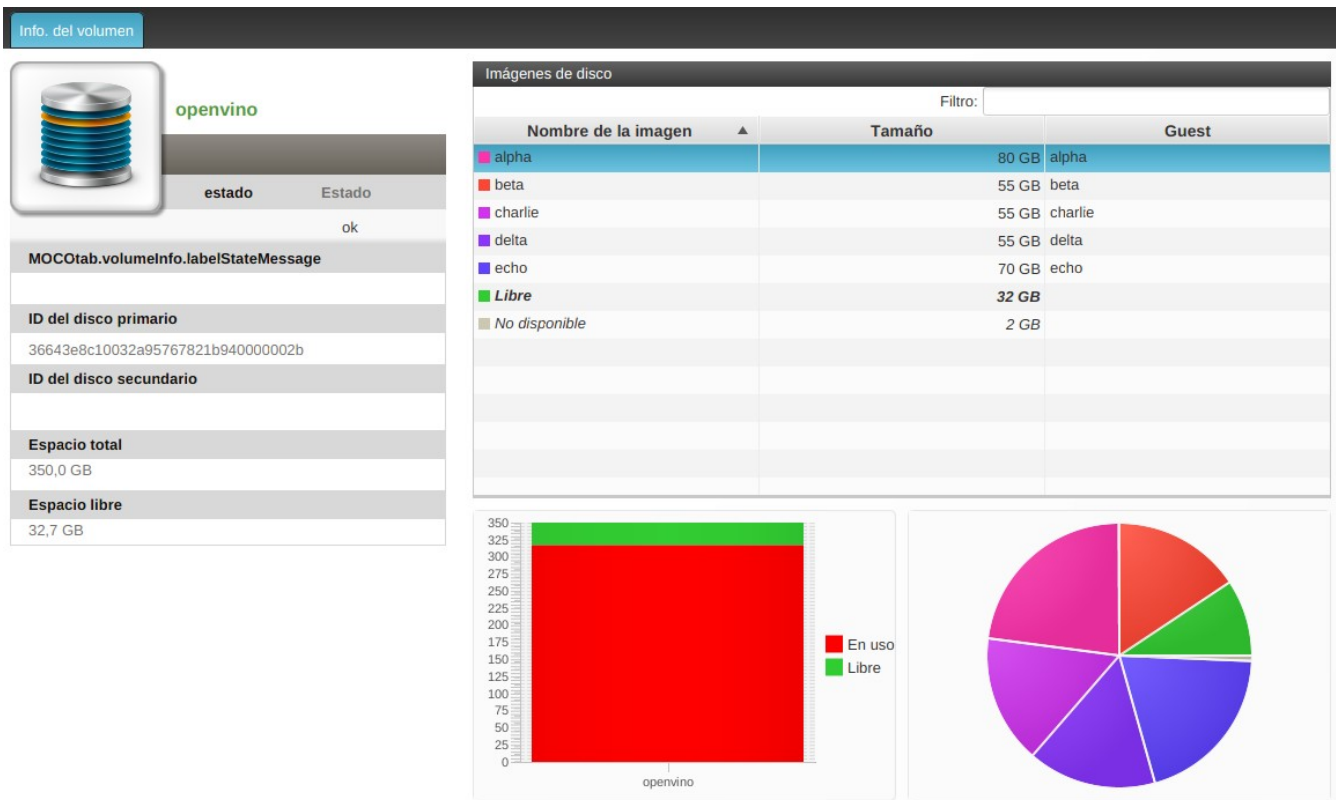 Info. del volumen
openvino
estado Estado
ok
MOCOtab.volumeInfo.labelStateMessage
ID del disco primario
36643e8c10032a95767821b940000002b
ID del disco secundario
Espacio total
350,0 GB
Espacio libre
32,7 GB
Imágenes de disco
Filtro:
Nombre de la imagen Tamaño Guest
alpha 80 GB alpha
beta 55 GB beta
charlie 55 GB charlie
delta 55 GB delta
echo 70 GB echo
Libre 32 GB
No disponible 2 GB
350
325
300
275
250
225
200
175
150
125
100
75
50
25
0
openvino
En uso
Libre